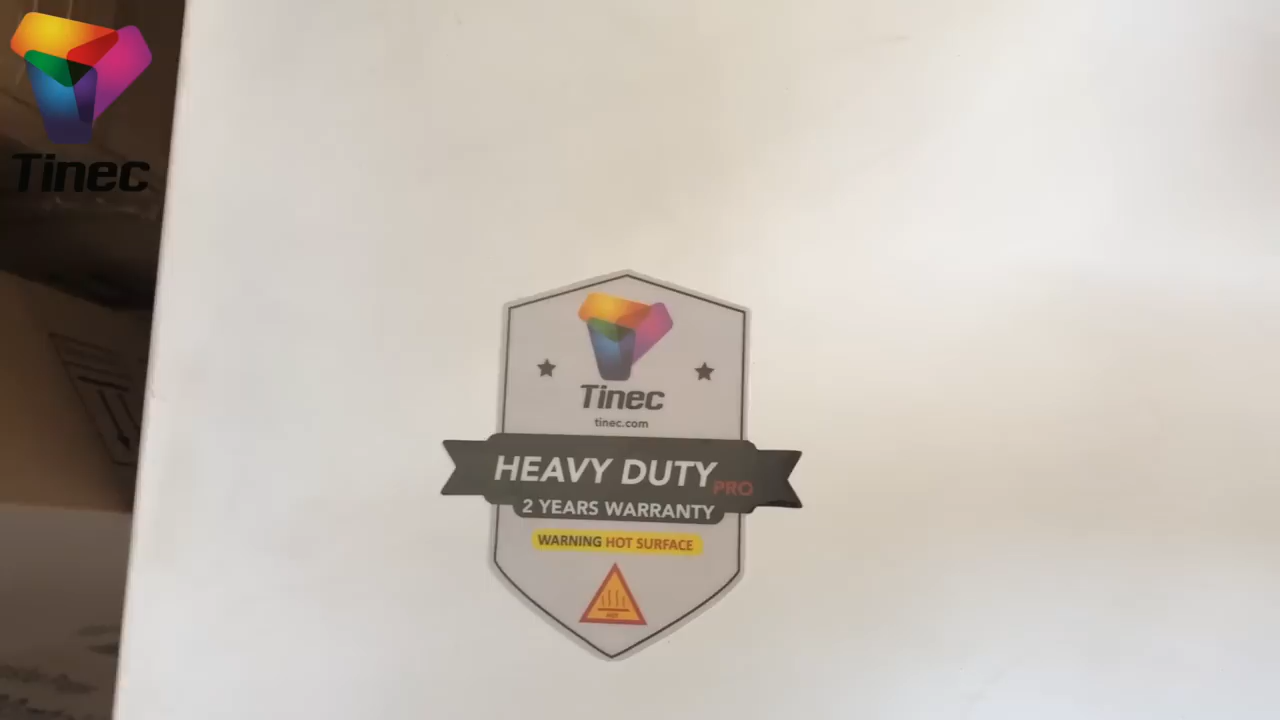 Tinec
Tinec
tinec.com
HEAVY DUTY
PRO
2 YEARS WARRANTY
WARNING HOT SURFACE